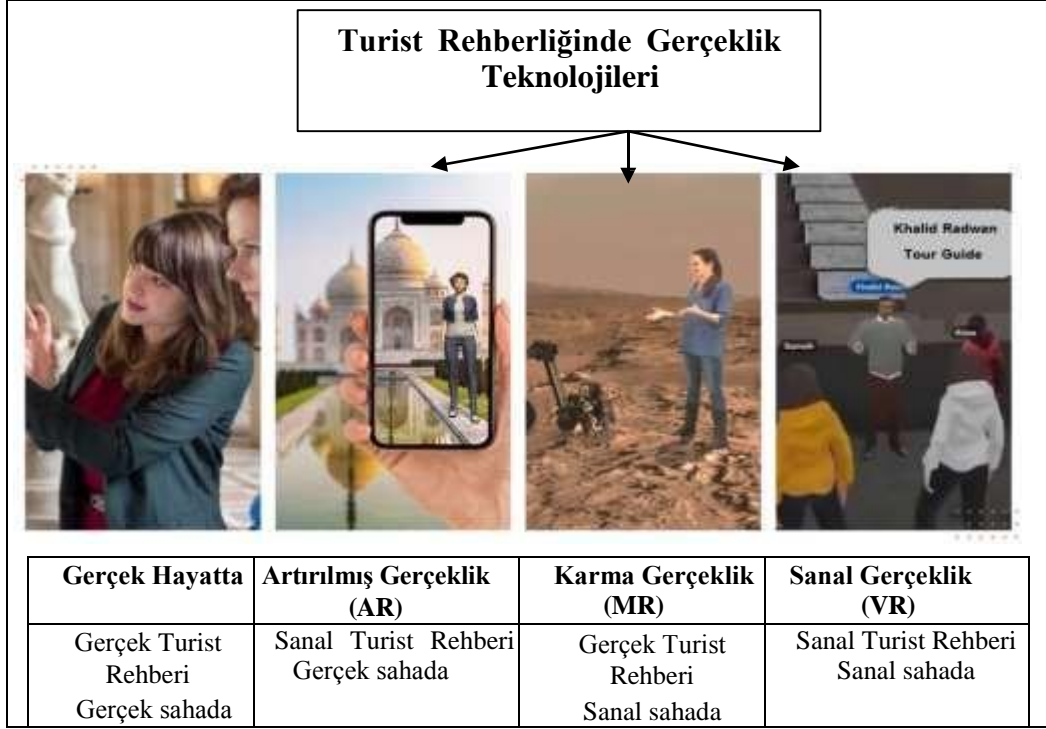 Turist Rehberliğinde Gerçeklik
Teknolojileri
Khalid Radwan
Tour Guide
Gerçek Hayatta
Artırılmış Gerçeklik
(AR)
Karma Gerçeklik
(MR)
Sanal Gerçeklik
(VR)
Gerçek Turist
Rehberi
Gerçek sahada
Sanal Turist Rehberi
Gerçek sahada
Gerçek Turist
Rehberi
Sanal sahada
Sanal Turist Rehberi
Sanal sahada